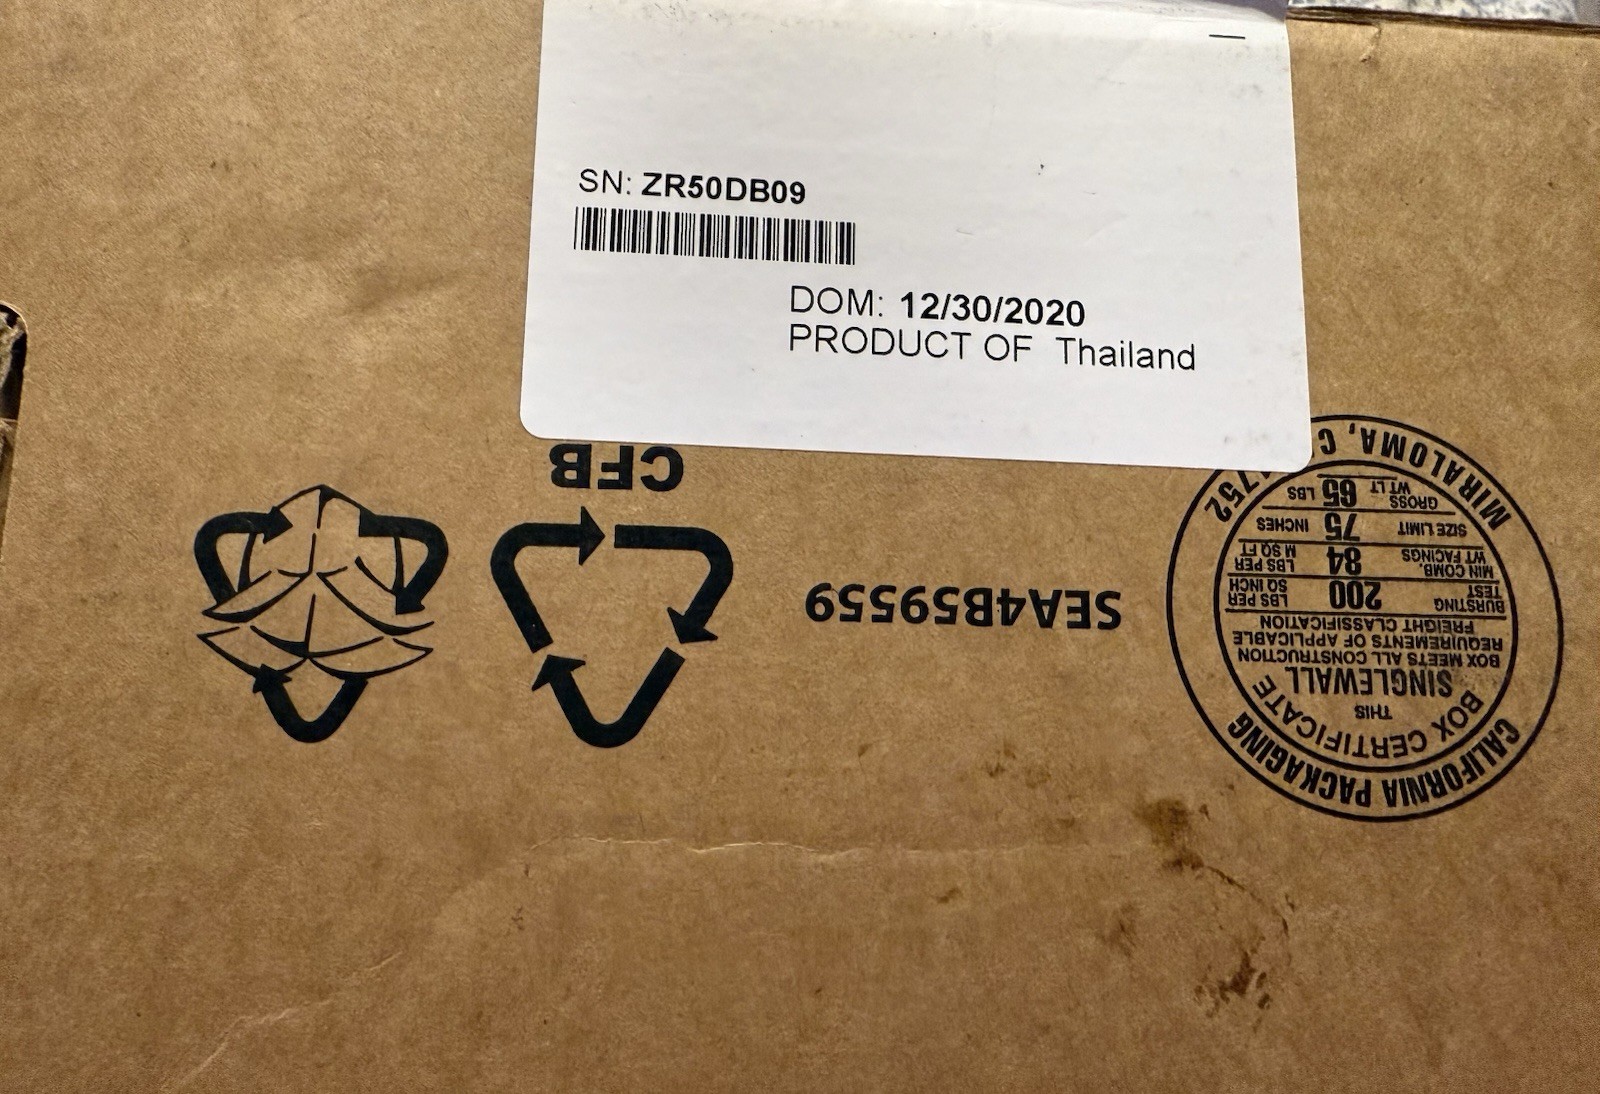 SN: ZR50DB09
DOM: 12/30/2020
PRODUCT OF Thailand
CFB
SEA4B59559
CALIFORNIA PACKAGING
BOX CERTIFICATE
THIS
SINGLEWALL
BOX MEETS ALL CONSTRUCTION
REQUIREMENTS OF APPLICABLE
FREIGHT CLASSIFICATION
BURSTING TEST 200 LBS PER SQ INCH
MIN COMB. WT FACINGS 84 LBS PER M SQ FT
SIZE LIMIT 75 INCHES
GROSS WT LT 65 LBS
MIRALOMA, C